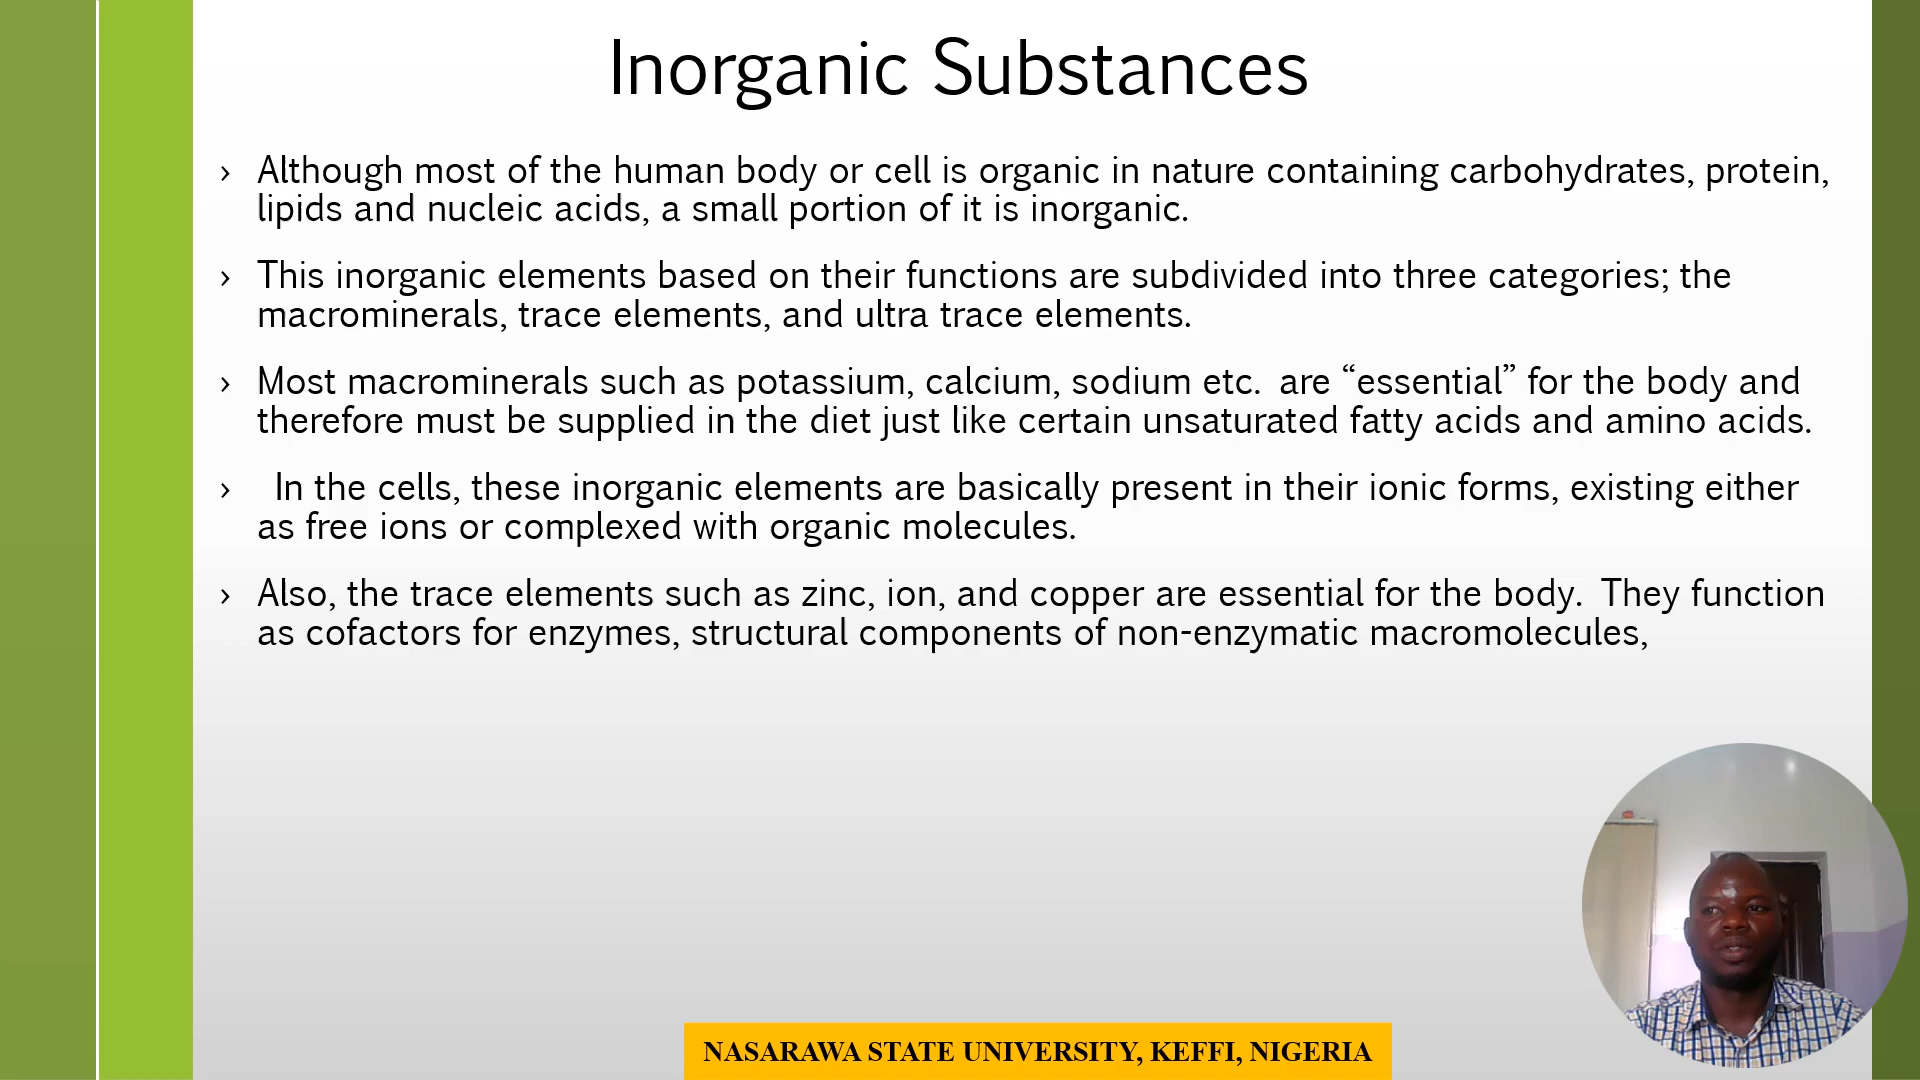 Inorganic Substances
› Although most of the human body or cell is organic in nature containing carbohydrates, protein,
lipids and nucleic acids, a small portion of it is inorganic.
› This inorganic elements based on their functions are subdivided into three categories; the
macrominerals, trace elements, and ultra trace elements.
› Most macrominerals such as potassium, calcium, sodium etc. are “essential” for the body and
therefore must be supplied in the diet just like certain unsaturated fatty acids and amino acids.
› In the cells, these inorganic elements are basically present in their ionic forms, existing either
as free ions or complexed with organic molecules.
› Also, the trace elements such as zinc, ion, and copper are essential for the body. They function
as cofactors for enzymes, structural components of non-enzymatic macromolecules,
NASARAWA STATE UNIVERSITY, KEFFI, NIGERIA